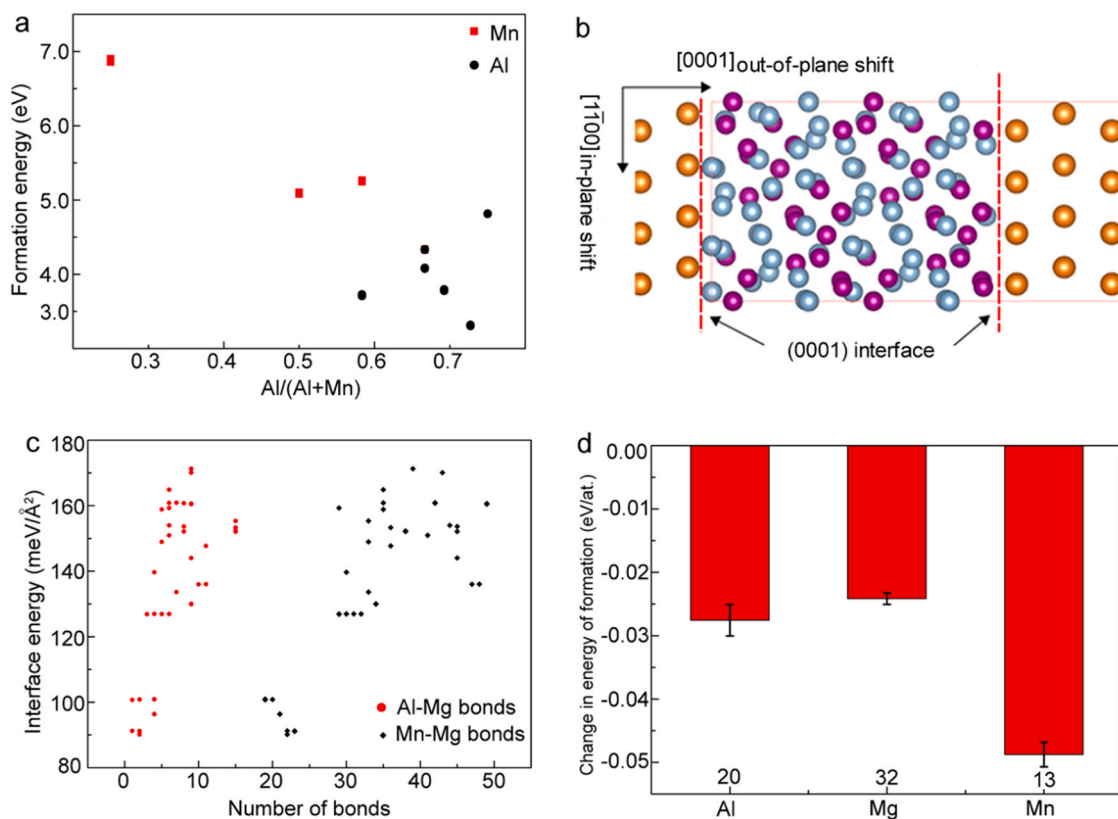 a
Mn
Al
Formation energy (eV)
7.0
6.0
5.0
4.0
3.0
0.3
0.4
0.5
0.6
0.7
Al/(Al+Mn)
b
[0001] out-of-plane shift
[11̅00] in-plane shift
(0001) interface
c
Interface energy (meV/Å²)
180
160
140
120
100
80
Al-Mg bonds
Mn-Mg bonds
0
10
20
30
40
50
Number of bonds
d
Change in energy of formation (eV/at.)
0.00
-0.01
-0.02
-0.03
-0.04
-0.05
20
32
13
Al
Mg
Mn